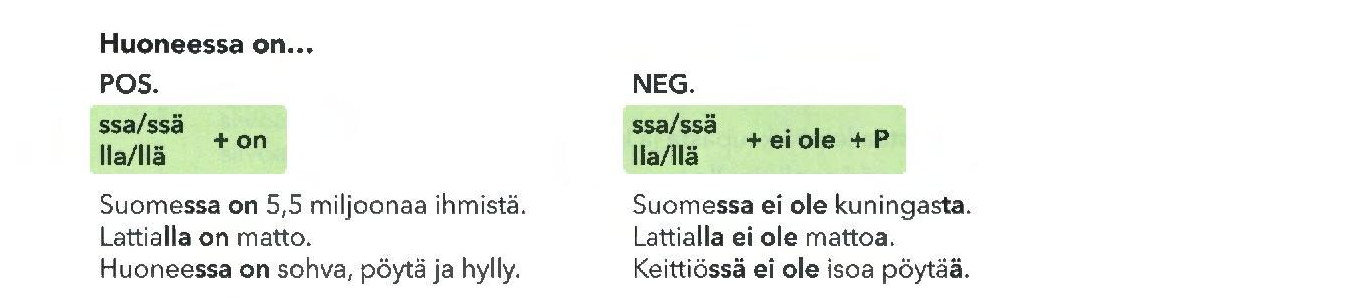 Huoneessa on...
POS.
ssa/ssä
lla/llä
+ on
Suomessa on 5,5 miljoonaa ihmistä.
Lattialla on matto.
Huoneessa on sohva, pöytä ja hylly.
NEG.
ssa/ssä
lla/llä
+ ei ole + P
Suomessa ei ole kuningasta.
Lattialla ei ole mattoa.
Keittiössä ei ole isoa pöytää.